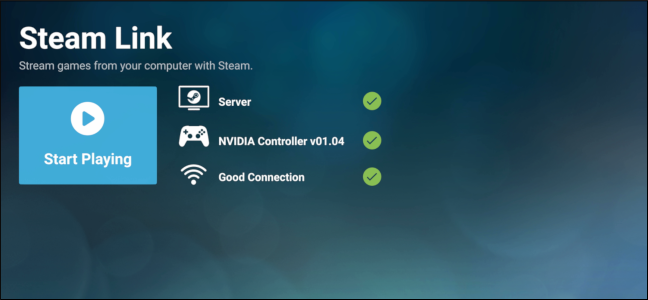 Steam Link
Stream games from your computer with Steam.
Start Playing
Server
NVIDIA Controller v01.04
Good Connection